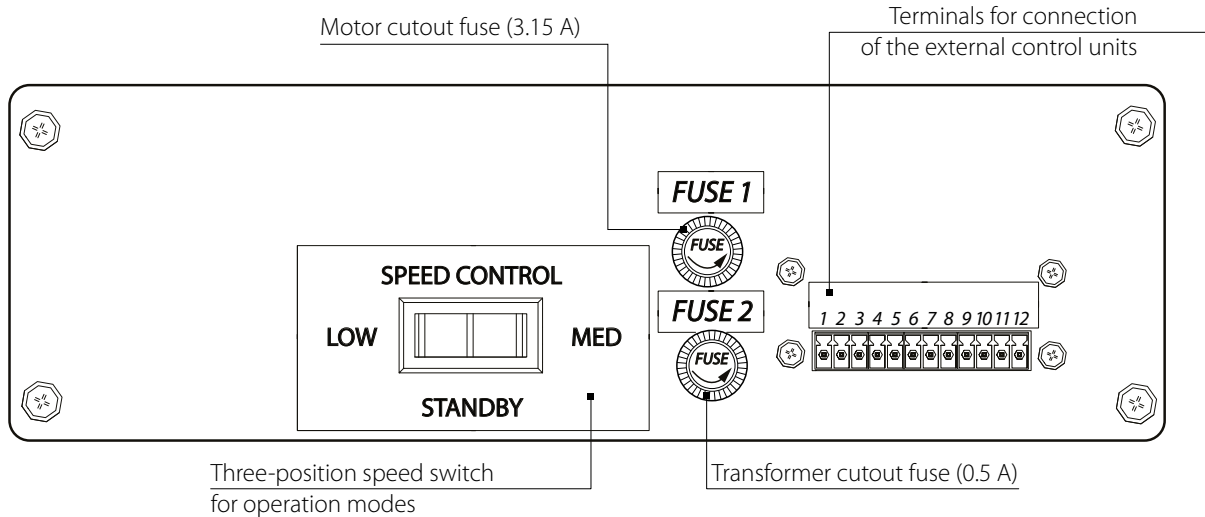 Motor cutout fuse (3.15 A)
Terminals for connection
of the external control units
FUSE 1
FUSE
SPEED CONTROL
LOW
MED
STANDBY
FUSE 2
FUSE
1 2 3 4 5 6 7 8 9 10 11 12
Three-position speed switch
for operation modes
Transformer cutout fuse (0.5 A)